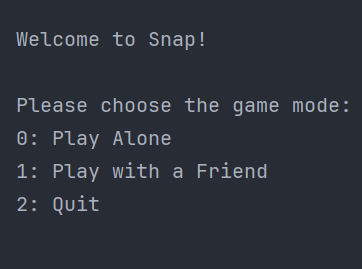 Welcome to Snap!
Please choose the game mode:
0: Play Alone
1: Play with a Friend
2: Quit